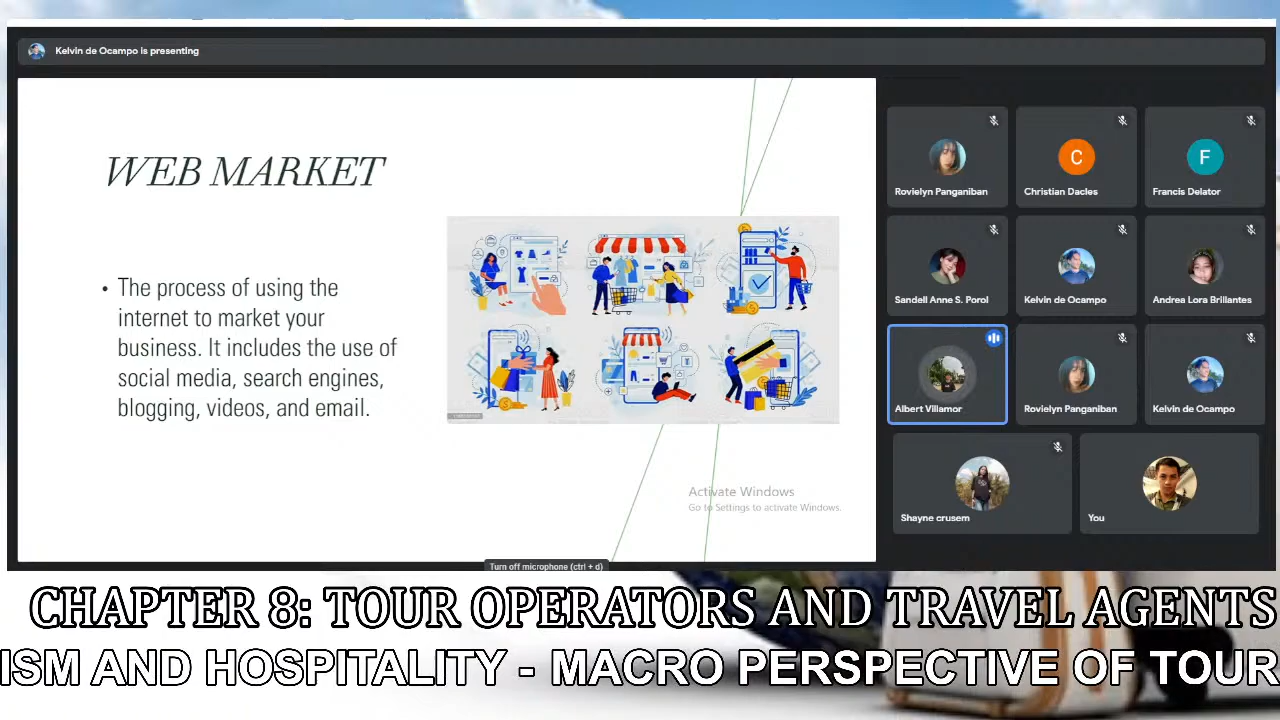 Kelvin de Ocampo is presenting
WEB MARKET
• The process of using the
internet to market your
business. It includes the use of
social media, search engines,
blogging, videos, and email.
Activate Windows
Go to Settings to activate Windows.
Turn off microphone (ctrl + d)
Rovielyn Panganiban
C
Christian Dacles
F
Francis Delator
Sandell Anne S. Porol
Kelvin de Ocampo
Andrea Lora Brillantes
Albert Villamor
Rovielyn Panganiban
Kelvin de Ocampo
Shayne crusem
You
CHAPTER 8: TOUR OPERATORS AND TRAVEL AGENTS
ISM AND HOSPITALITY - MACRO PERSPECTIVE OF TOUR